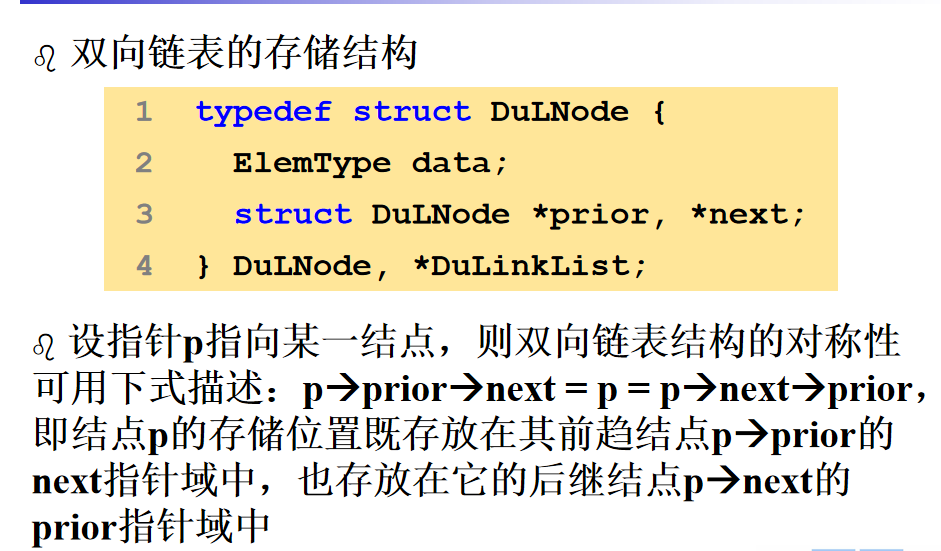 ♌ 双向链表的存储结构
1 typedef struct DuLNode {
2 ElemType data;
3 struct DuLNode *prior, *next;
4 } DuLNode, *DuLinkList;
♌ 设指针p指向某一结点，则双向链表结构的对称性
可用下式描述：p→prior→next = p = p→next→prior，
即结点p的存储位置既存放在其前趋结点p→prior的
next指针域中，也存放在它的后继结点p→next的
prior指针域中